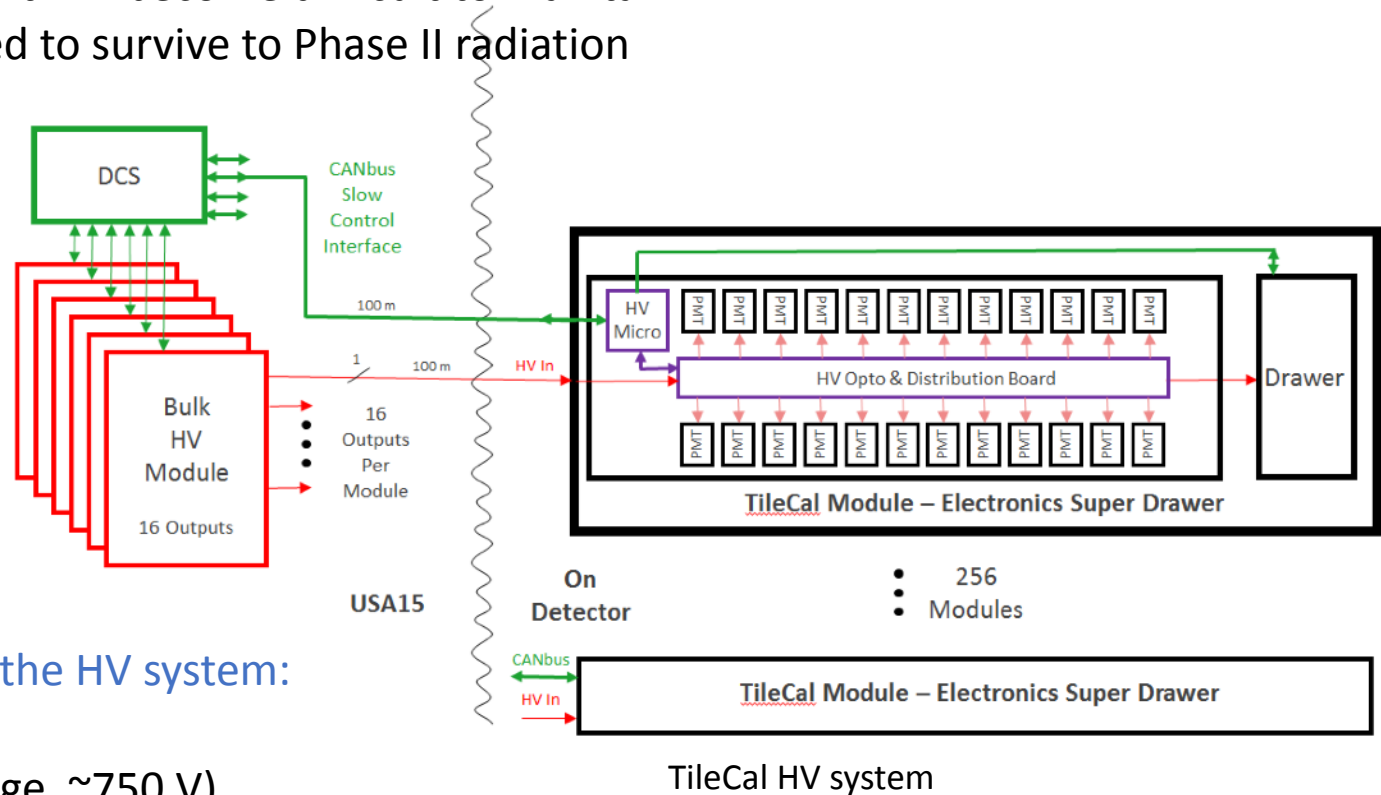 ed to survive to Phase II radiation
DCS
CANbus
Slow
Control
Interface
100 m
1
100 m
HV In
Bulk
HV
Module
16 Outputs
16
Outputs
Per
Module
HV
Micro
PMT PMT PMT PMT PMT PMT PMT PMT PMT PMT PMT PMT
HV Opto & Distribution Board
PMT PMT PMT PMT PMT PMT PMT PMT PMT PMT PMT PMT
Drawer
TileCal Module – Electronics Super Drawer
USA15
On
Detector
256
Modules
the HV system:
CANbus
HV In
TileCal Module – Electronics Super Drawer
ge, ~750 V)
TileCal HV system